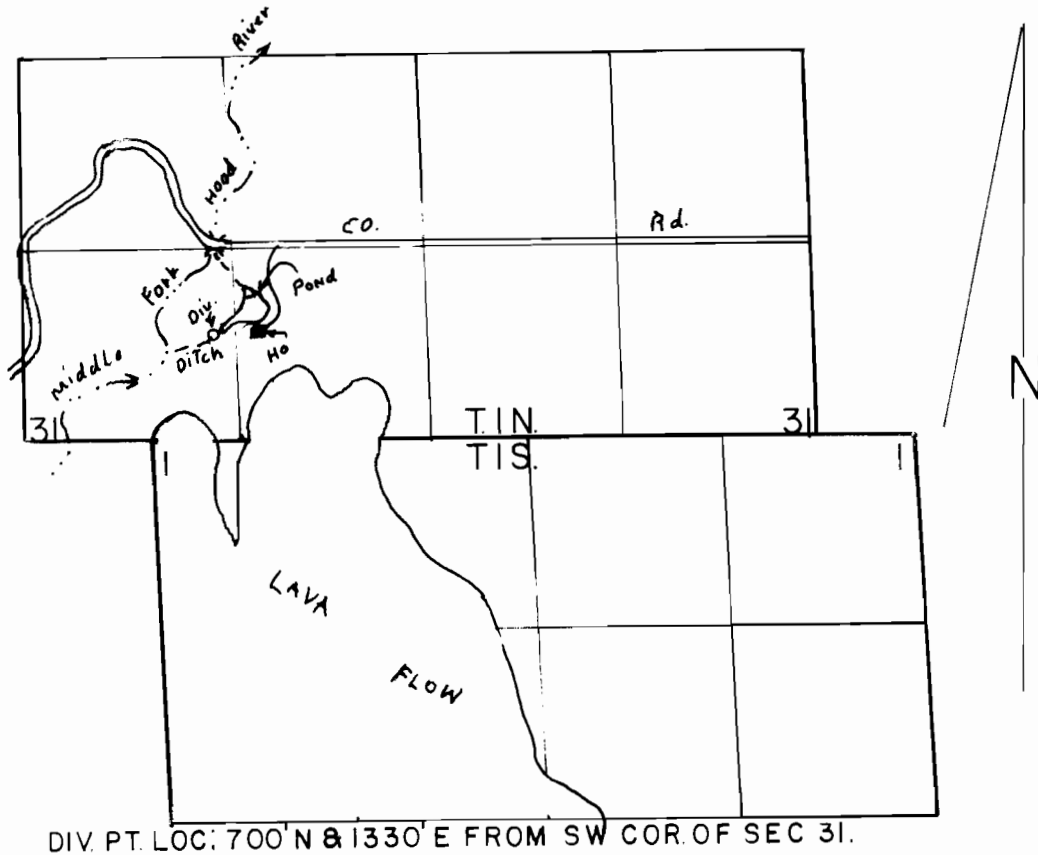 River
Hood
Co. Rd.
Fork
Pond
Div.
Ho
Ditch
Middle
N
31 T.1N. 31
T1S.
1 1
LAVA
FLOW
DIV. PT. LOC: 700 N & 1330 E FROM SW COR. OF SEC 31.